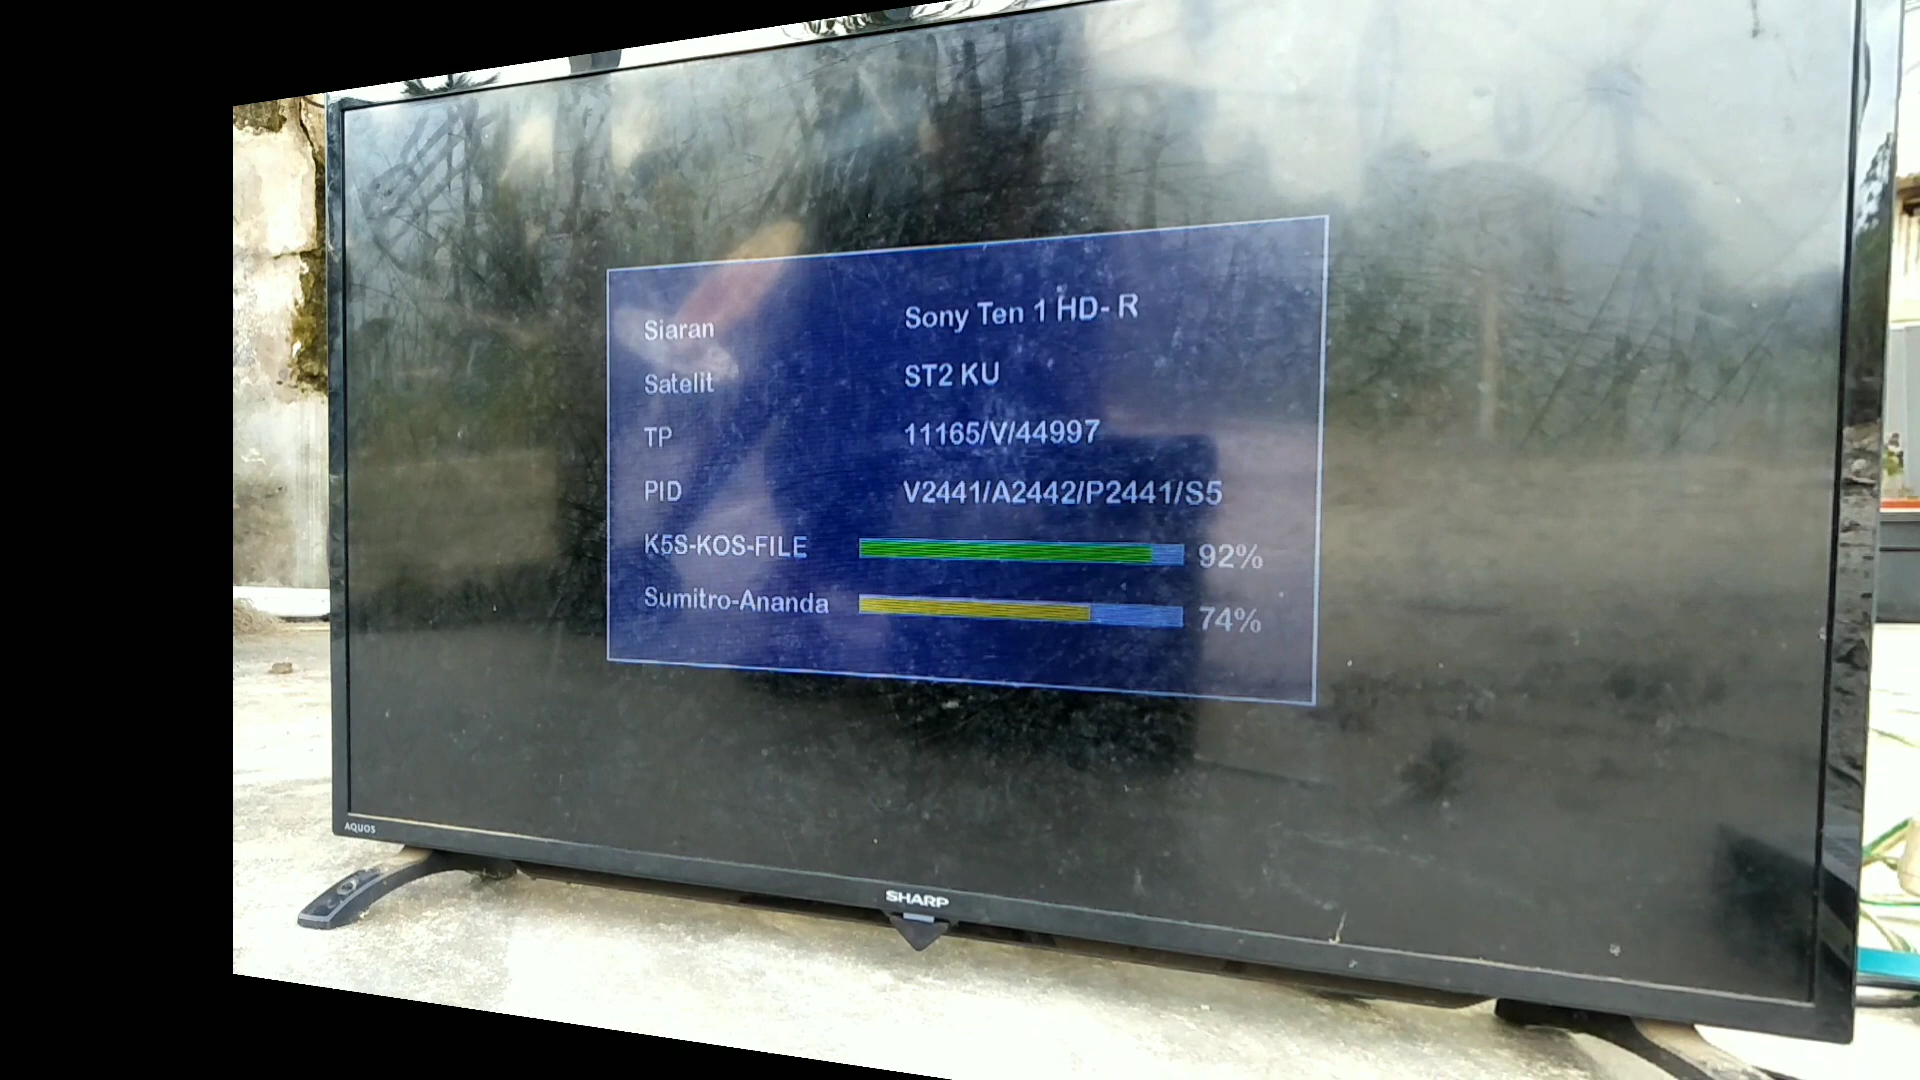 Siaran Sony Ten 1 HD- R
Satelit ST2 KU
TP 11165/V/44997
PID V2441/A2442/P2441/S5
K5S-KOS-FILE 92%
Sumitro-Ananda 74%
AQUOS
SHARP